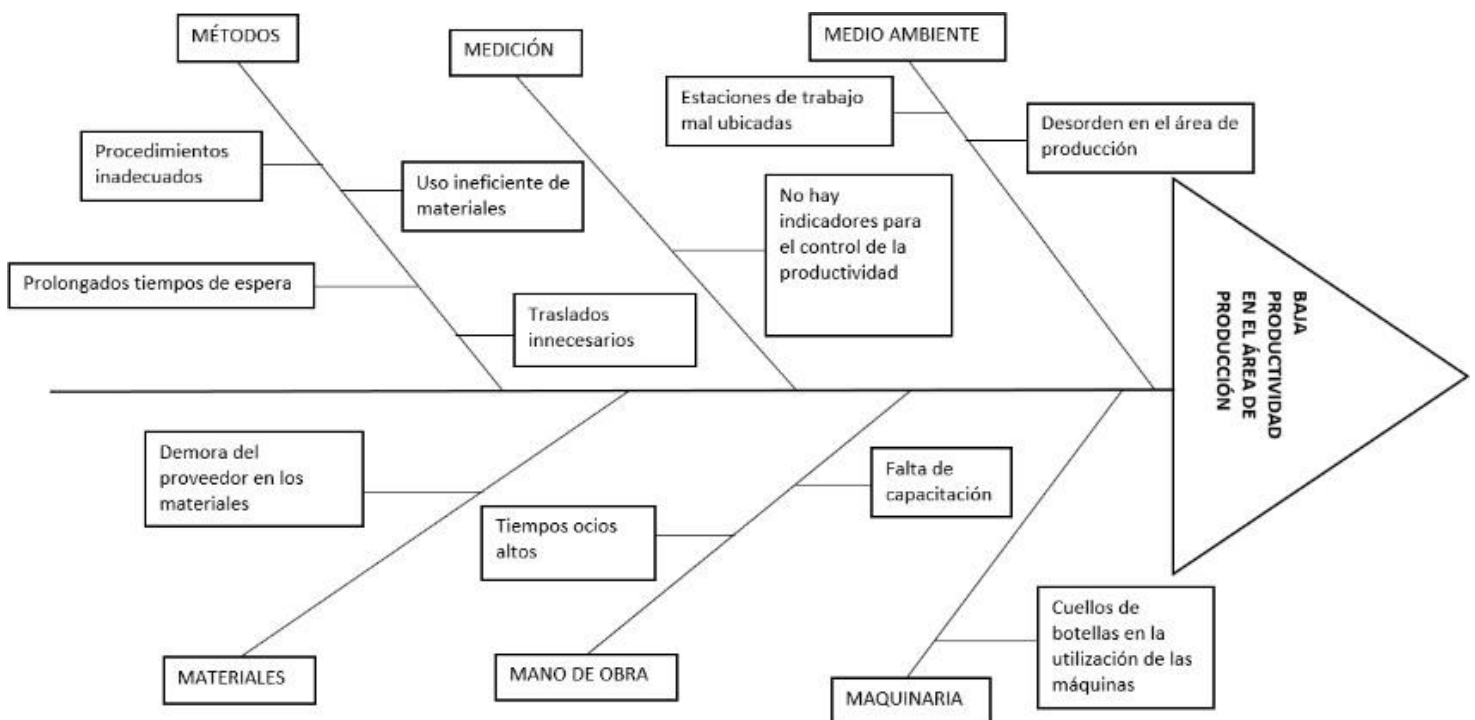 MÉTODOS
MEDICIÓN
MEDIO AMBIENTE
Estaciones de trabajo
mal ubicadas
Desorden en el área de
producción
Procedimientos
inadecuados
Uso ineficiente de
materiales
No hay
indicadores para
el control de la
productividad
Prolongados tiempos de espera
Traslados
innecesarios
BAJA
PRODUCTIVIDAD
EN EL ÁREA DE
PRODUCCIÓN
Demora del
proveedor en los
materiales
Falta de
capacitación
Tiempos ocios
altos
Cuellos de
botellas en la
utilización de las
máquinas
MATERIALES
MANO DE OBRA
MAQUINARIA